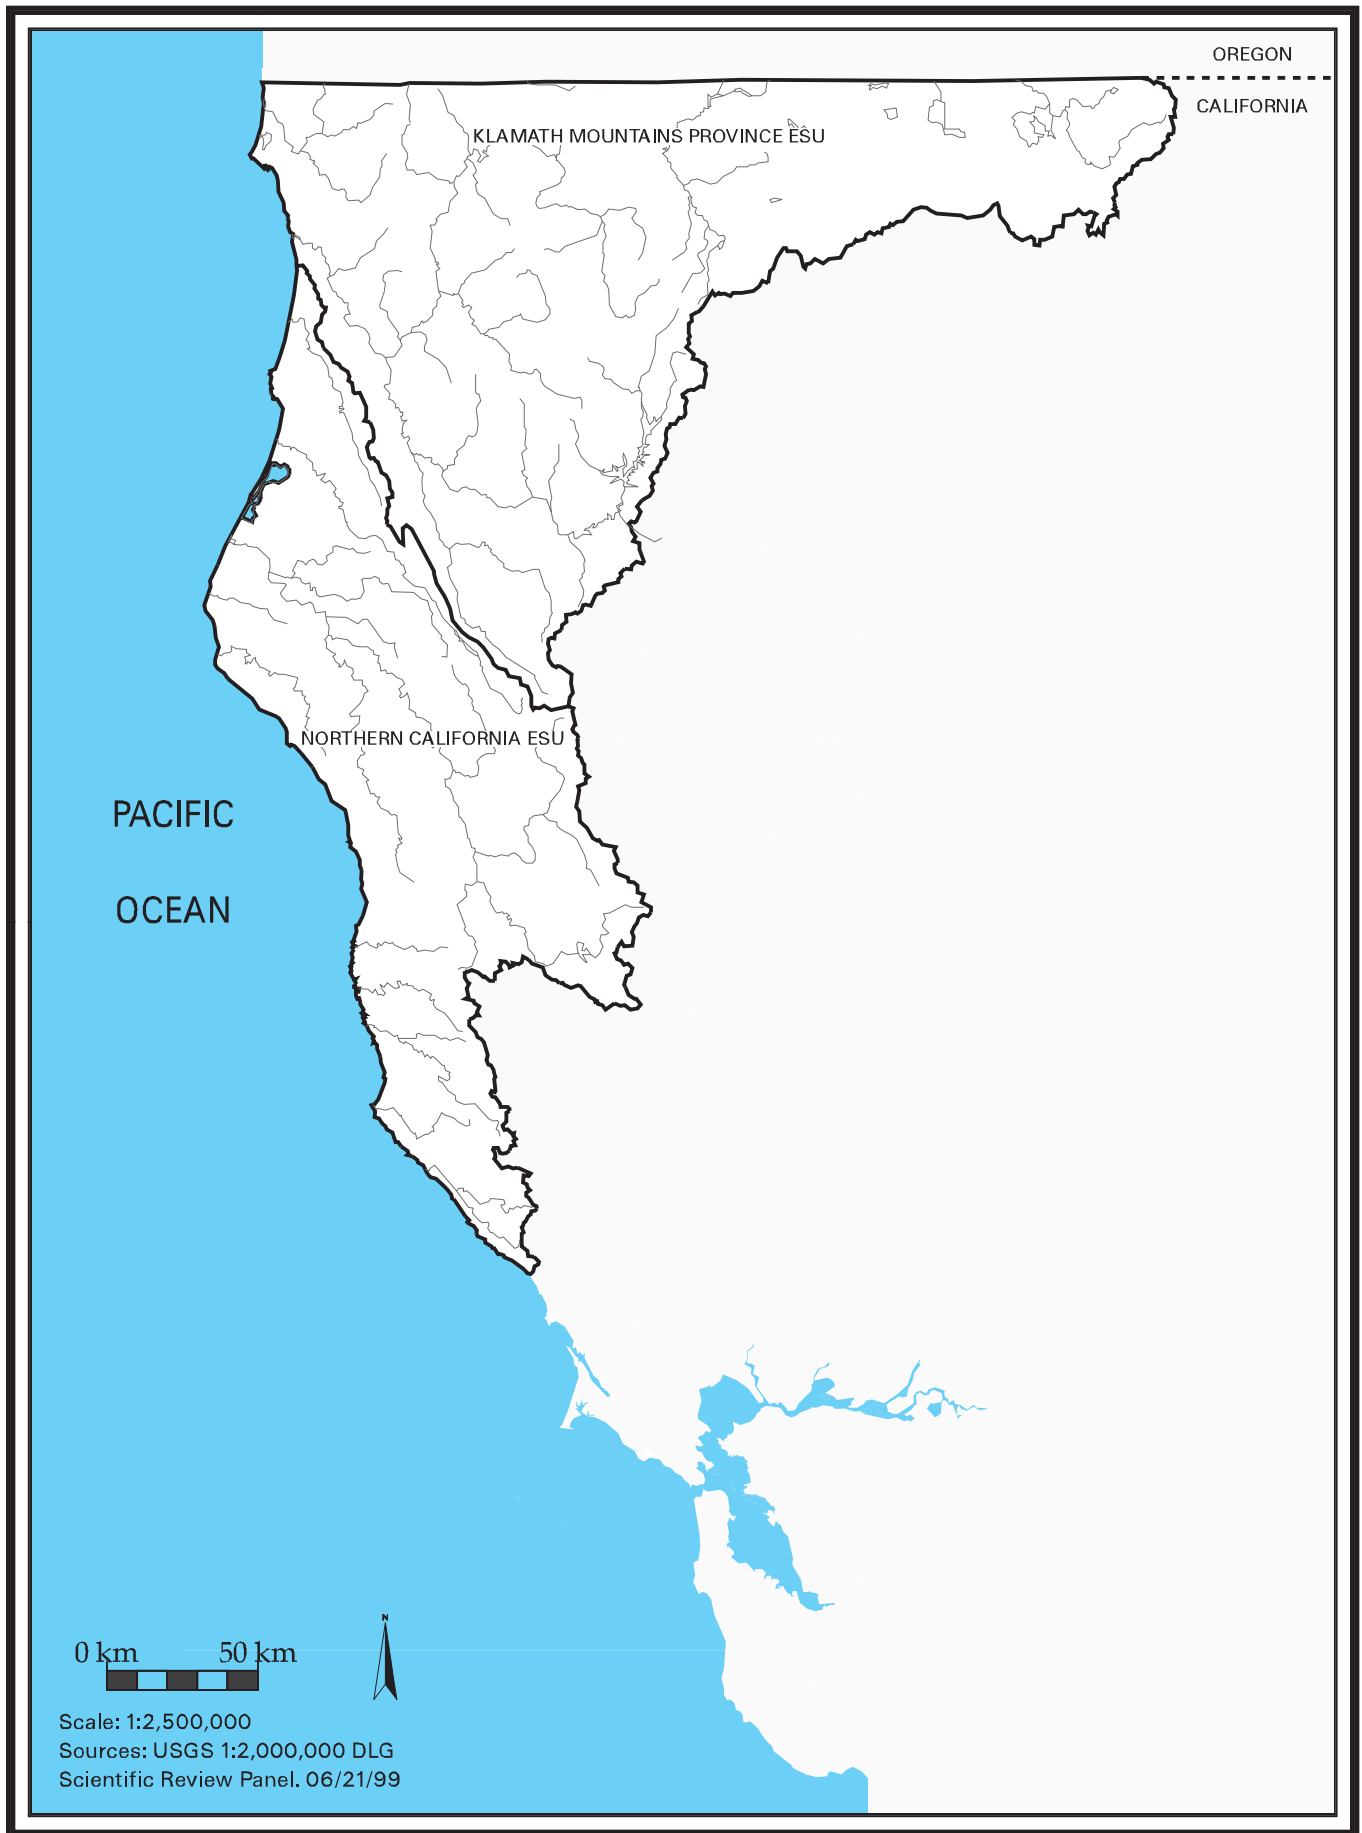 OREGON
CALIFORNIA
KLAMATH MOUNTAINS PROVINCE ESU
NORTHERN CALIFORNIA ESU
PACIFIC
OCEAN
N
0 km 50 km
Scale: 1:2,500,000
Sources: USGS 1:2,000,000 DLG
Scientific Review Panel. 06/21/99